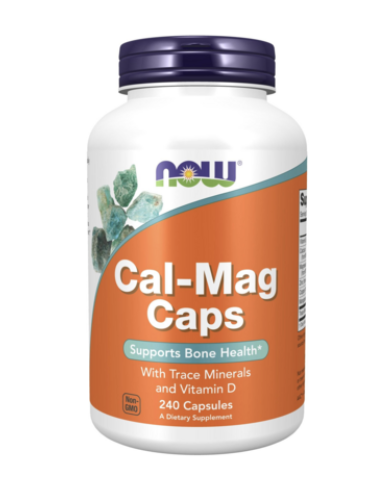 NOW®
Cal-Mag
Caps
Supports Bone Health*
With Trace Minerals
and Vitamin D
240 Capsules
A Dietary Supplement
Non-
GMO